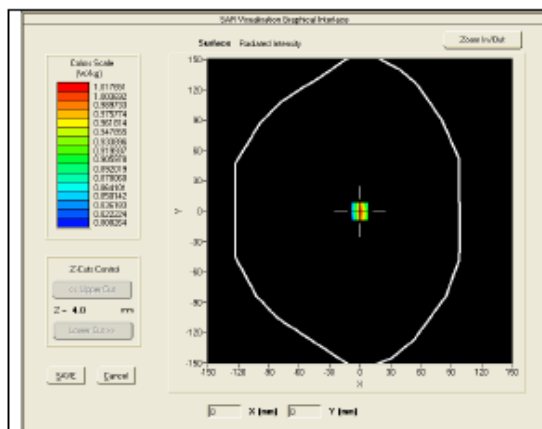 SAR Visualisation Graphical Interface
Surface Radiated Intensity
Zoom In/Out
Colors Scale
(W/kg)
1.017691
1.003692
0.989733
0.975774
0.961814
0.947855
0.933896
0.919937
0.905978
0.892019
0.878060
0.864101
0.850142
0.836183
0.822224
0.808264
Z-Cuts Control
<< Upper Cut
Z = 4.0 mm
Lower Cut >>
SAVE Cancel
150
120
90
60
30
Y 0
-30
-60
-90
-120
-150
-150 -120 -90 -60 -30 0 30 60 90 120 150
X
0 X (mm) 0 Y (mm)